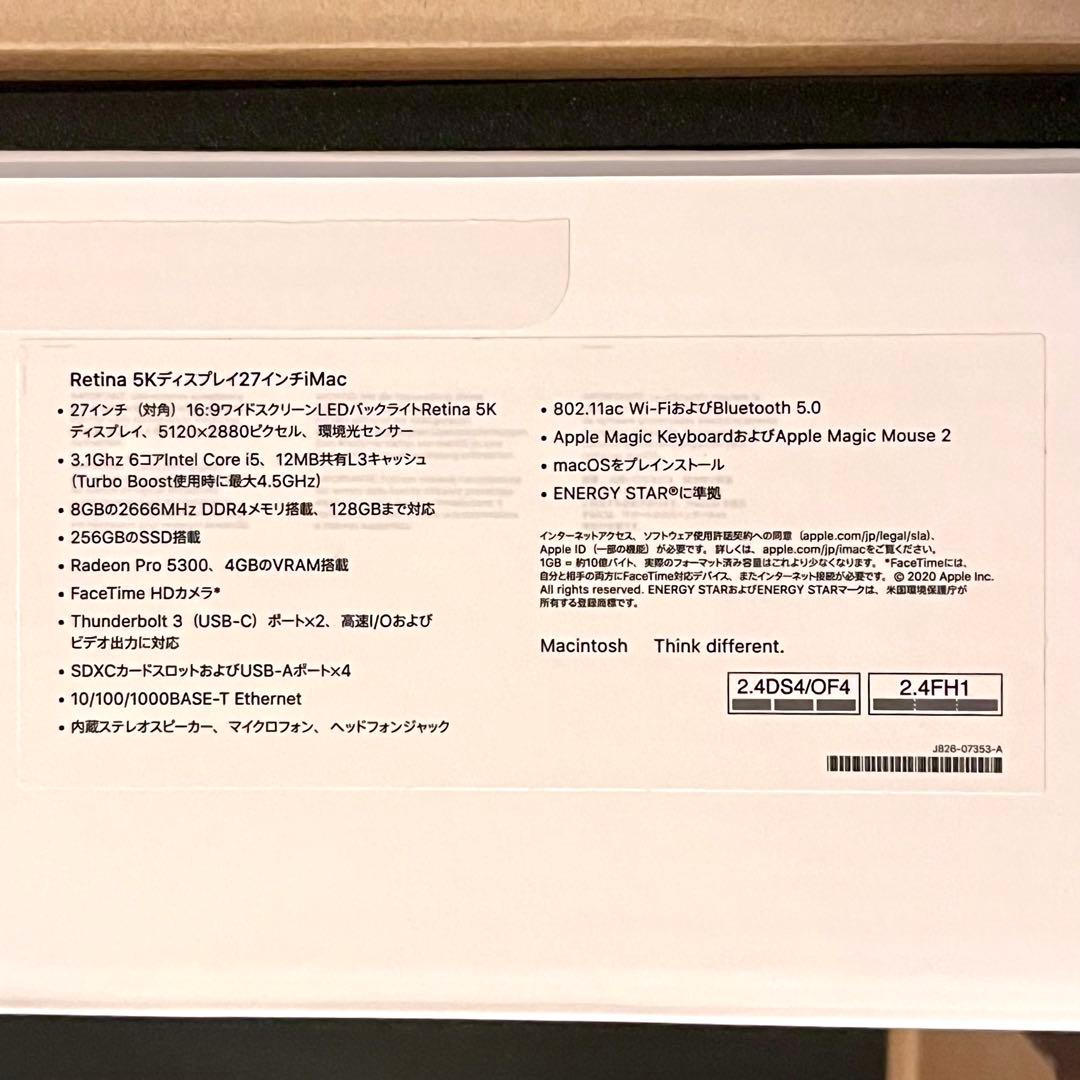 Retina 5Kディスプレイ27インチiMac
• 27インチ（対角）16:9ワイドスクリーンLEDバックライトRetina 5K
ディスプレイ、5120×2880ピクセル、環境光センサー
• 3.1Ghz 6コアIntel Core i5、12MB共有L3キャッシュ
(Turbo Boost使用時に最大4.5GHz)
• 8GBの2666MHz DDR4メモリ搭載、128GBまで対応
• 256GBのSSD搭載
• Radeon Pro 5300、4GBのVRAM搭載
• FaceTime HDカメラ*
• Thunderbolt 3（USB-C）ポート×2、高速I/Oおよび
ビデオ出力に対応
• SDXCカードスロットおよびUSB-Aポート×4
• 10/100/1000BASE-T Ethernet
• 内蔵ステレオスピーカー、マイクロフォン、ヘッドフォンジャック
• 802.11ac Wi-FiおよびBluetooth 5.0
• Apple Magic KeyboardおよびApple Magic Mouse 2
• macOSをプレインストール
• ENERGY STAR®に準拠
インターネットアクセス、ソフトウェア使用許諾契約への同意（apple.com/jp/legal/sla)、
Apple ID（一部の機能）が必要です。詳しくは、apple.com/jp/imacをご覧ください。
1GB = 約10億バイト、実際のフォーマット済み容量はこれより少なくなります。*FaceTimeには、
自分と相手の両方にFaceTime対応デバイス、またインターネット接続が必要です。© 2020 Apple Inc.
All rights reserved. ENERGY STARおよびENERGY STARマークは、米国環境保護庁が
所有する登録商標です。
Macintosh Think different.
2.4DS4/OF4 2.4FH1
J826-07353-A